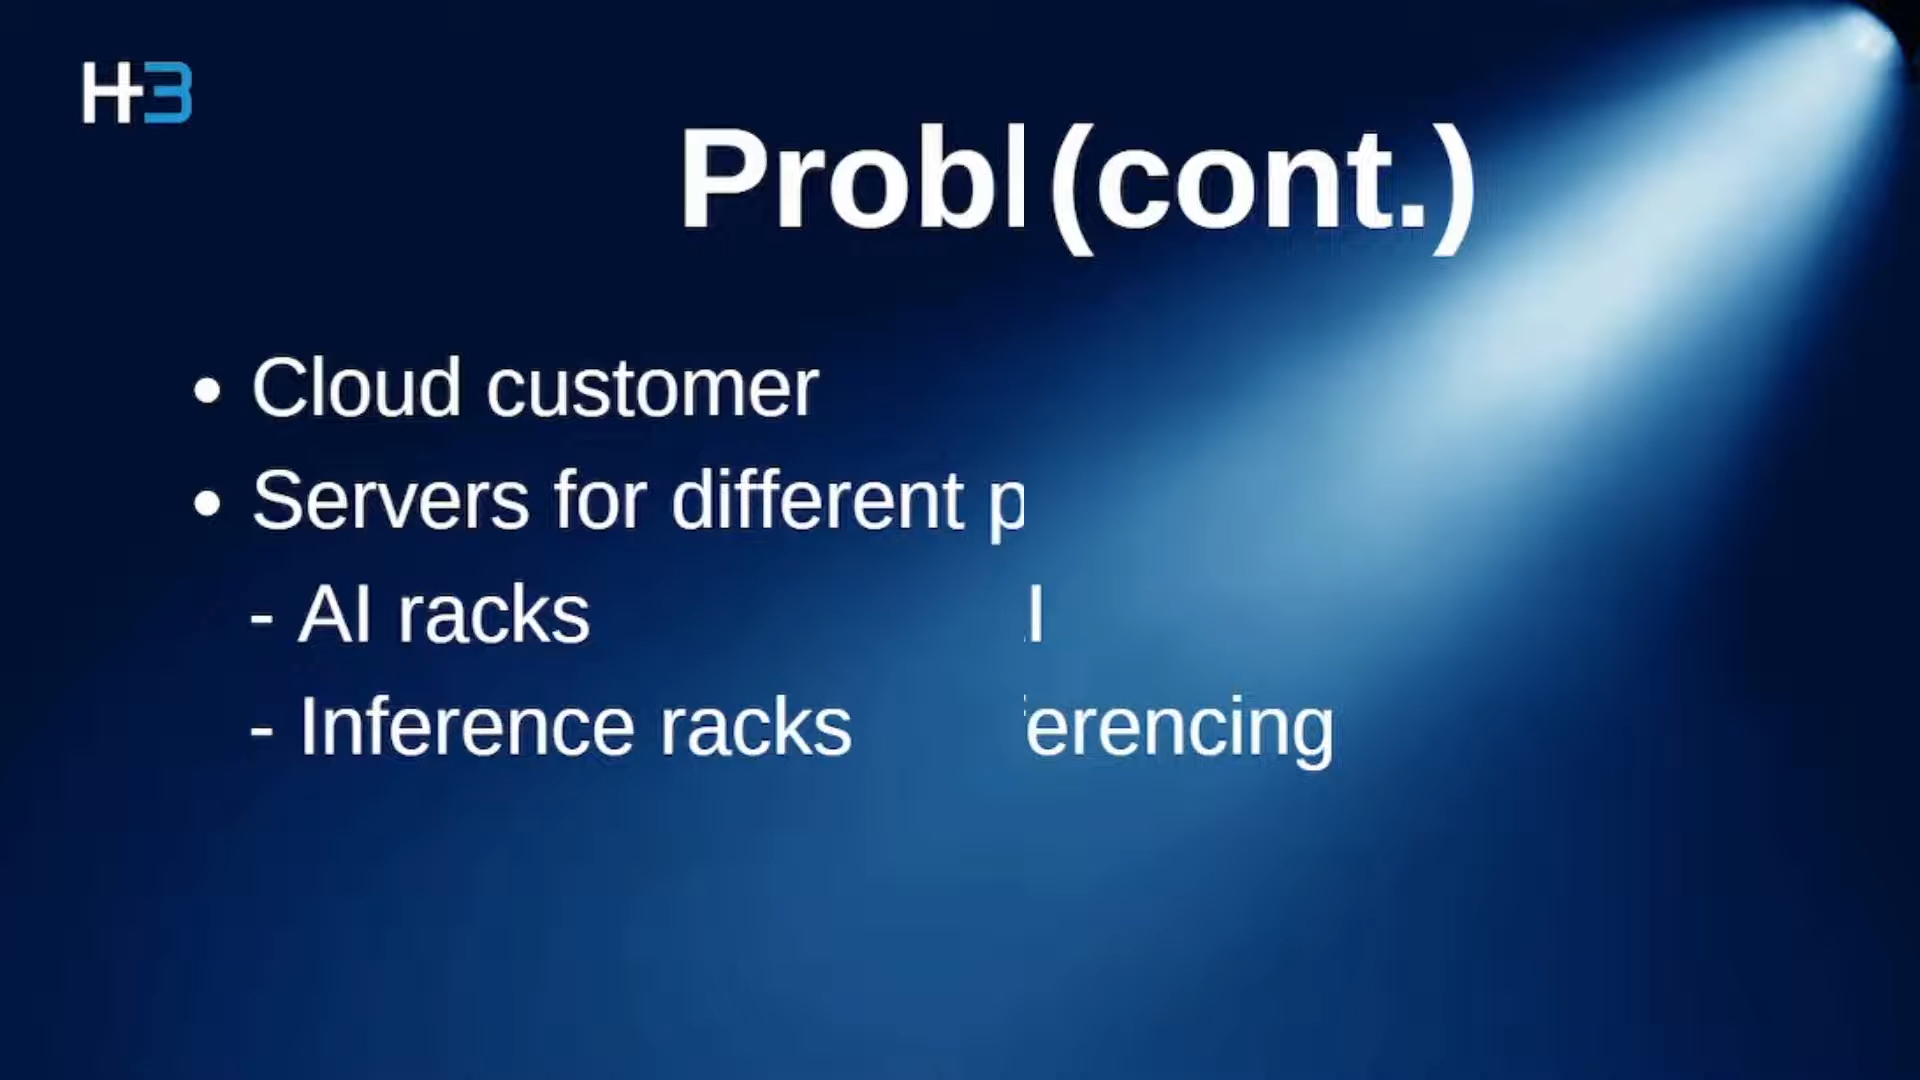 H3
Probl (cont.)
Cloud customer
Servers for different p
- AI racks
- Inference racks erencing